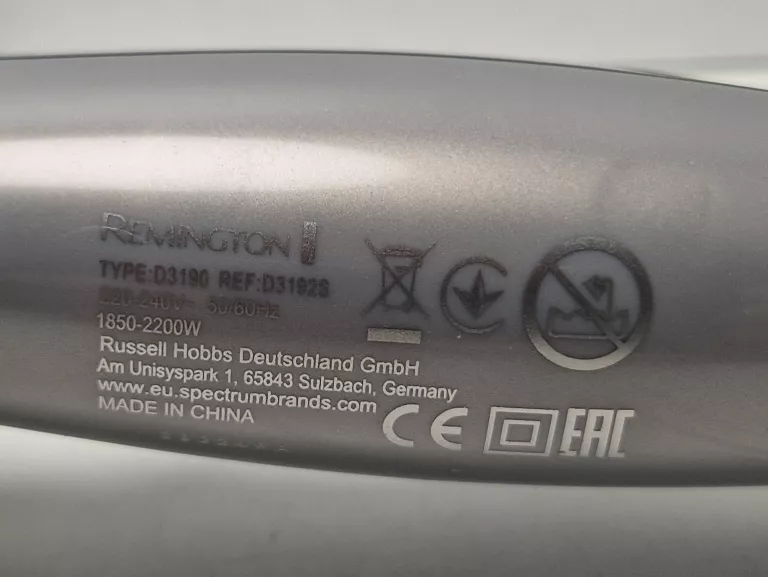 REMINGTON
TYPE:D3190 REF:D3192S
220-240V~ 50/60Hz
1850-2200W
Russell Hobbs Deutschland GmbH
Am Unisyspark 1, 65843 Sulzbach, Germany
www.eu.spectrumbrands.com
MADE IN CHINA
CE EAC